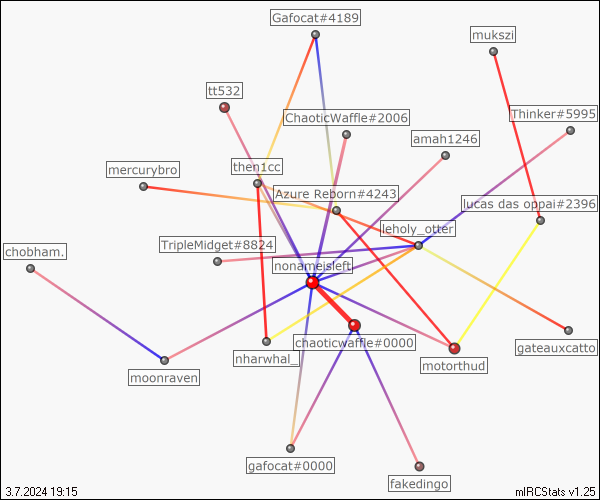 Gafocat#4189
mukszi
tt532
ChaoticWaffle#2006
Thinker#5995
amah1246
mercurybro
then1cc
Azure Reborn#4243
lucas das oppai#2396
leholy_otter
TripleMidget#8824
chobham.
nonameisleft
chaoticwaffle#0000
nharwhal_
motorthud
gateauxcatto
moonraven
gafocat#0000
fakedingo
3.7.2024 19:15
mIRCStats v1.25